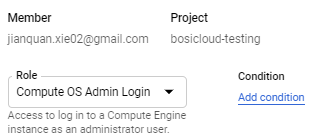 Member Project
jianquan.xie02@gmail.com bosicloud-testing
Role Condition
Compute OS Admin Login Add condition
Access to log in to a Compute Engine
instance as an administrator user.